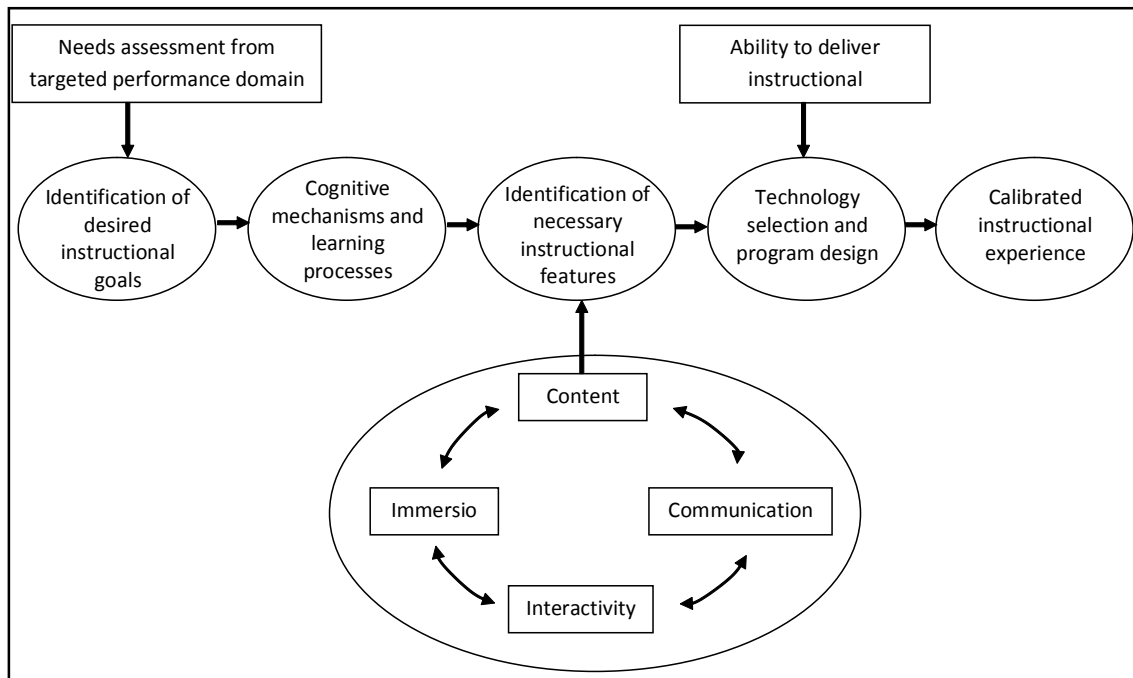 Needs assessment from
targeted performance domain
Ability to deliver
instructional
Identification of
desired
instructional
goals
Cognitive
mechanisms and
learning
processes
Identification of
necessary
instructional
features
Technology
selection and
program design
Calibrated
instructional
experience
Content
Immersio
Communication
Interactivity